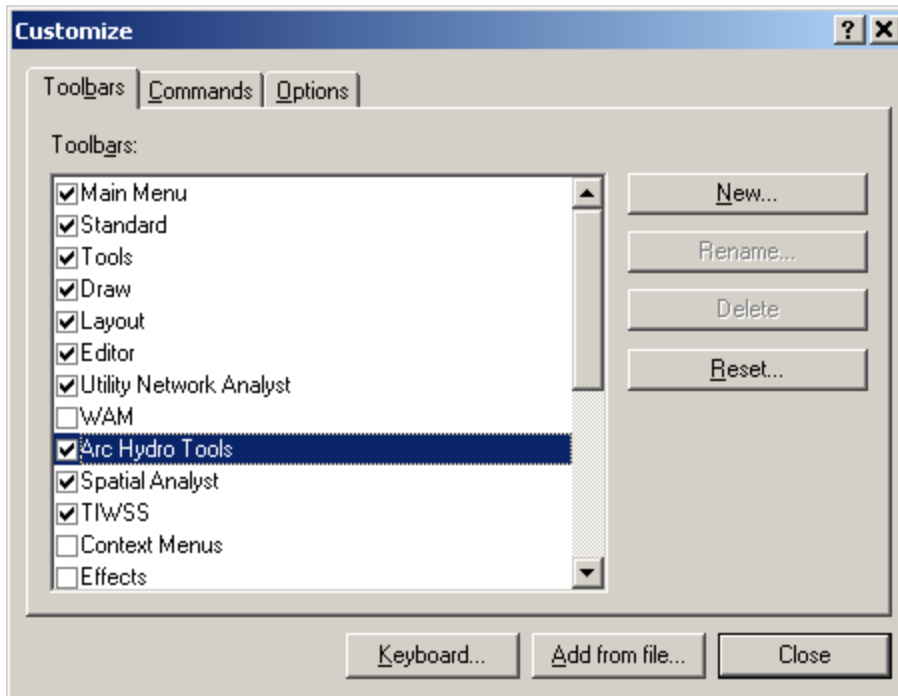 Customize
Toolbars Commands Options
Toolbars:
Main Menu
Standard
Tools
Draw
Layout
Editor
Utility Network Analyst
WAM
Arc Hydro Tools
Spatial Analyst
TIWSS
Context Menus
Effects
New...
Rename...
Delete
Reset...
Keyboard... Add from file... Close